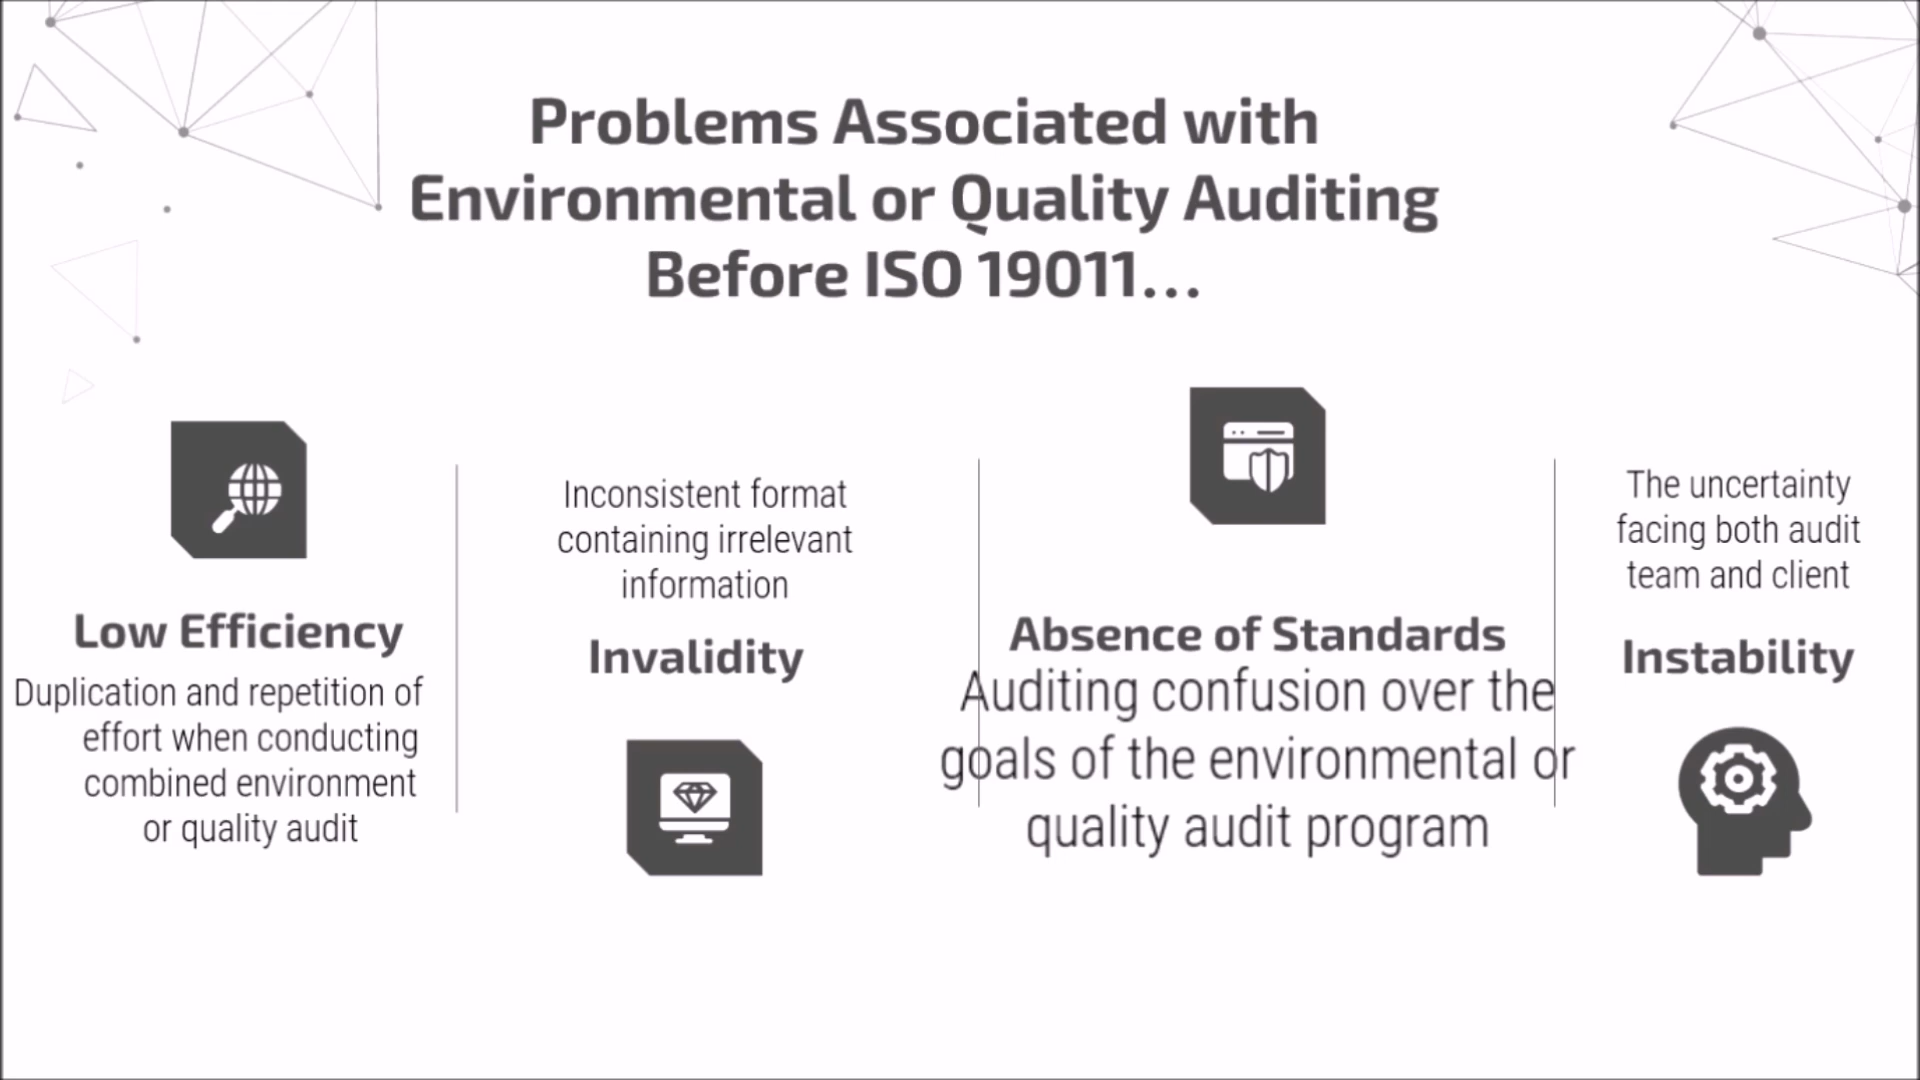 Problems Associated with
Environmental or Quality Auditing
Before ISO 19011...
Low Efficiency
Duplication and repetition of
effort when conducting
combined environment
or quality audit
Inconsistent format
containing irrelevant
information
Invalidity
Absence of Standards
Auditing confusion over the
goals of the environmental or
quality audit program
The uncertainty
facing both audit
team and client
Instability